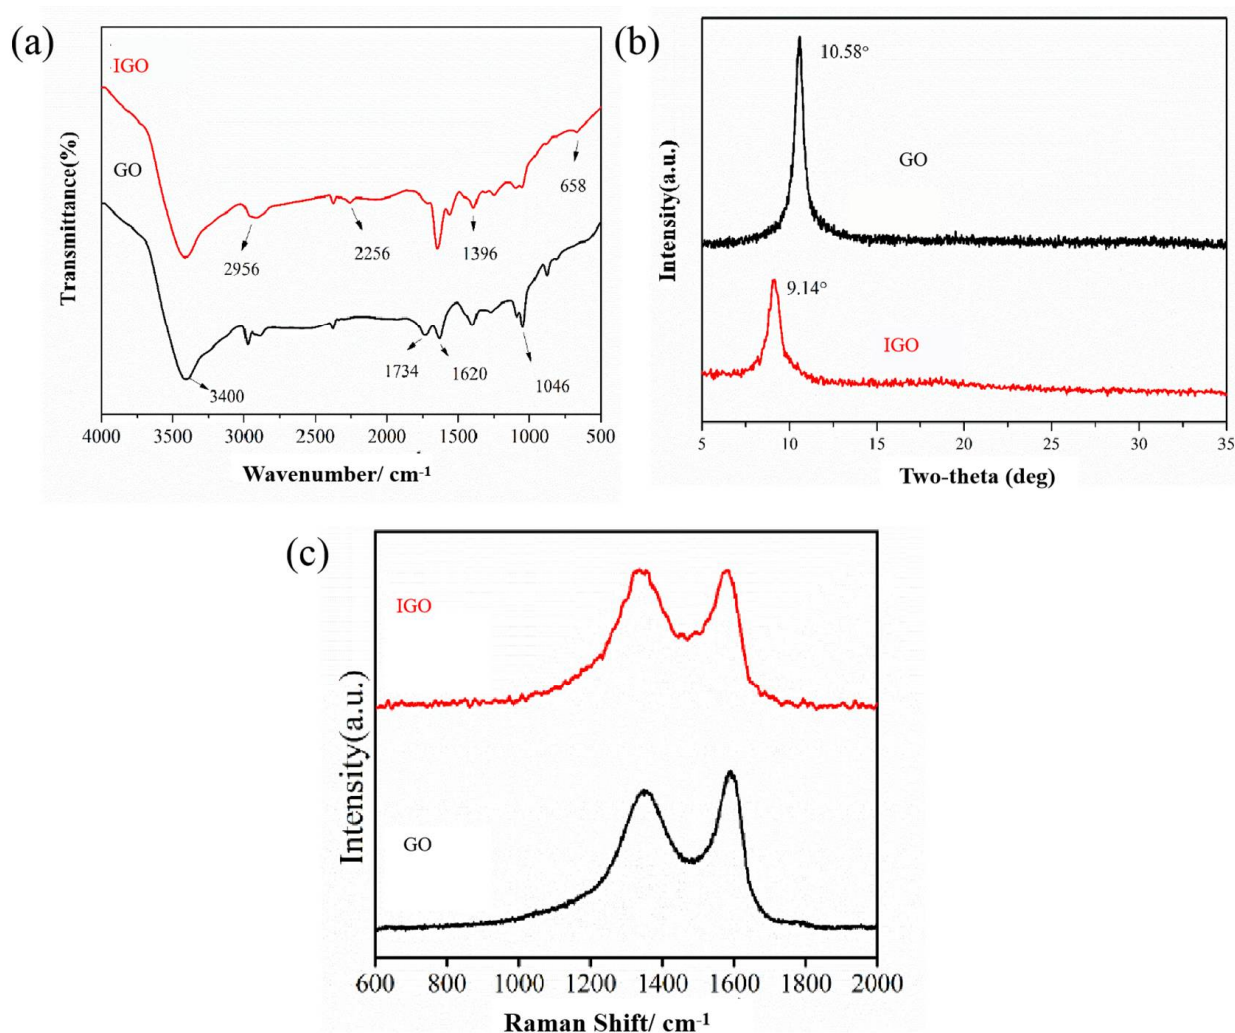 (a)
IGO
GO
Transmittance(%)
2956
2256
1396
658
3400
1734
1620
1046
4000 3500 3000 2500 2000 1500 1000 500
Wavenumber/ cm-1
(b)
10.58°
GO
9.14°
IGO
Intensity(a.u.)
5 10 15 20 25 30 35
Two-theta (deg)
(c)
IGO
GO
Intensity(a.u.)
600 800 1000 1200 1400 1600 1800 2000
Raman Shift/ cm-1